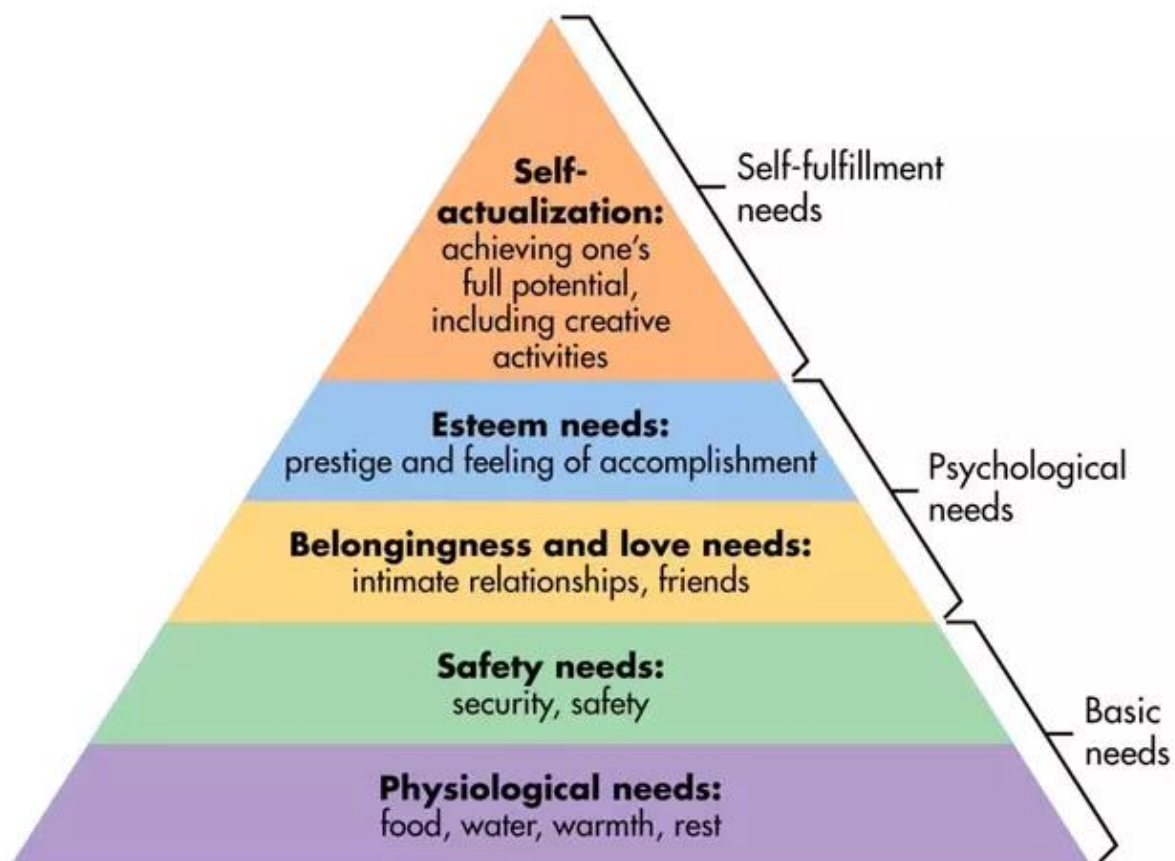 Self-
actualization:
achieving one's
full potential,
including creative
activities
Self-fulfillment
needs
Esteem needs:
prestige and feeling of accomplishment
Belongingness and love needs:
intimate relationships, friends
Psychological
needs
Safety needs:
security, safety
Physiological needs:
food, water, warmth, rest
Basic
needs